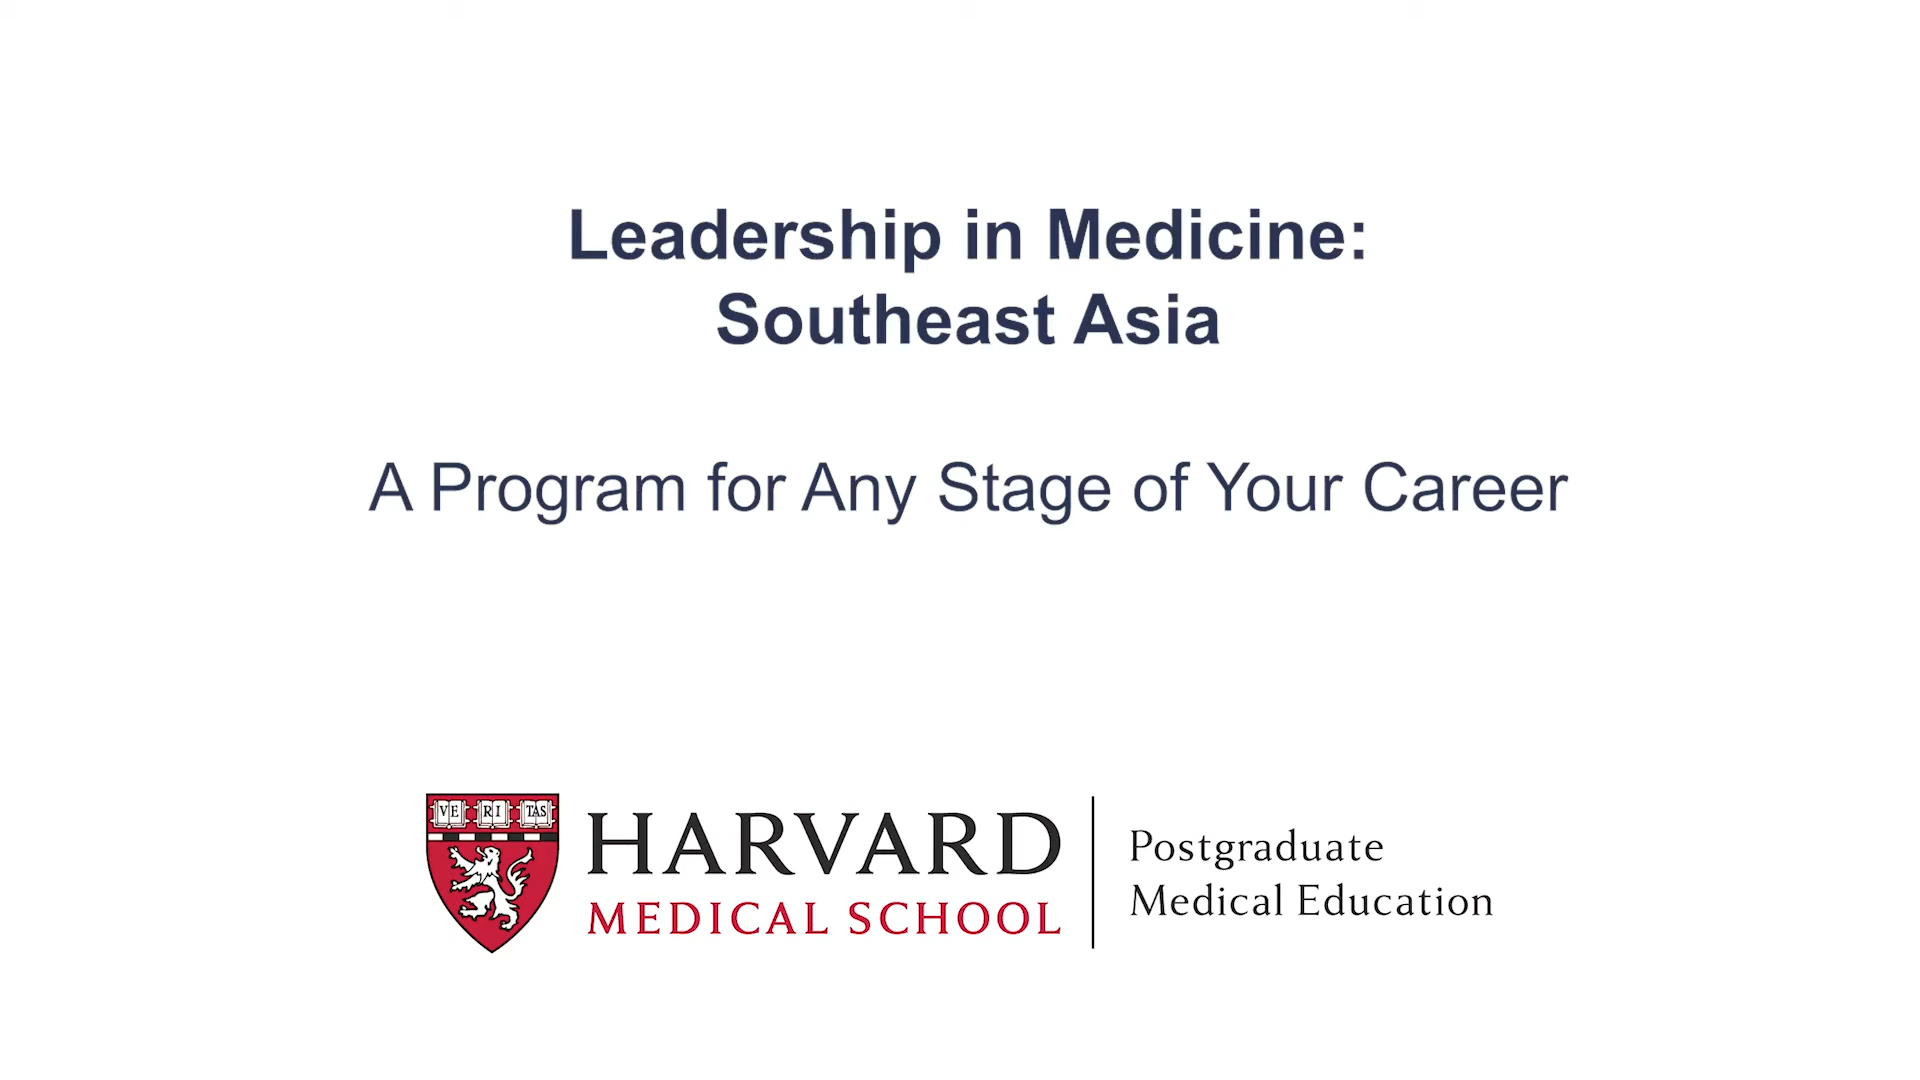 Leadership in Medicine:
Southeast Asia
A Program for Any Stage of Your Career
VE RI TAS
HARVARD
MEDICAL SCHOOL
Postgraduate
Medical Education